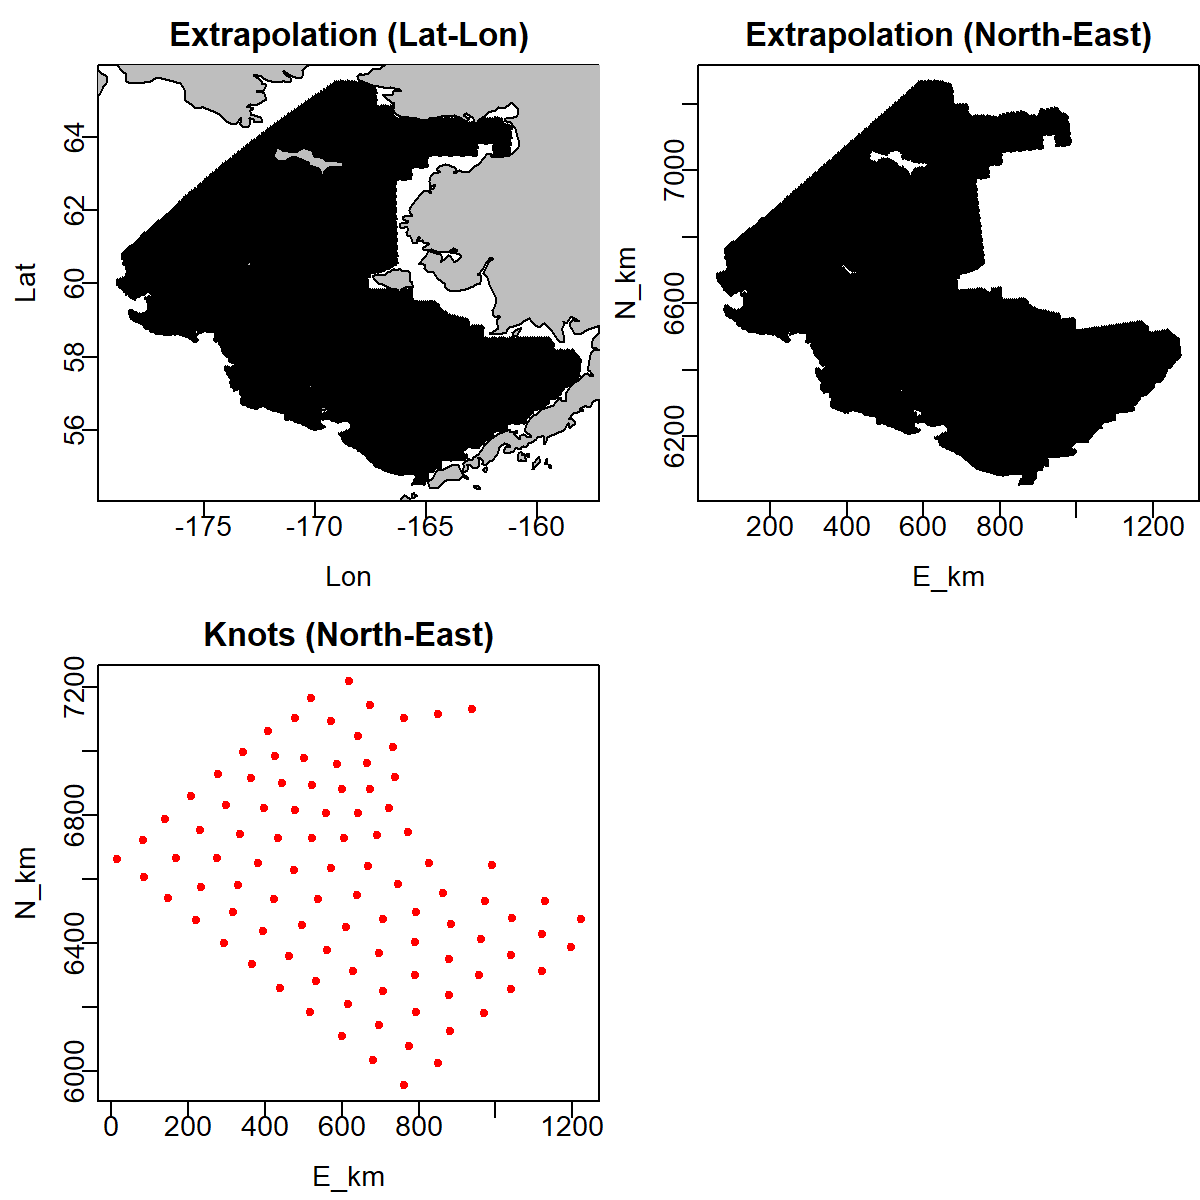 Extrapolation (Lat-Lon)
Lat
56 58 60 62 64
-175 -170 -165 -160
Lon
Extrapolation (North-East)
N_km
6200 6600 7000
200 400 600 800 1200
E_km
Knots (North-East)
N_km
6000 6400 6800 7200
0 200 400 600 800 1200
E_km